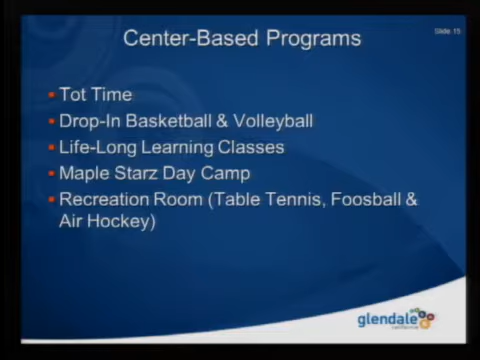 Slide 15
Center-Based Programs
Tot Time
Drop-In Basketball & Volleyball
Life-Long Learning Classes
Maple Starz Day Camp
Recreation Room (Table Tennis, Foosball &
Air Hockey)
glendale
california